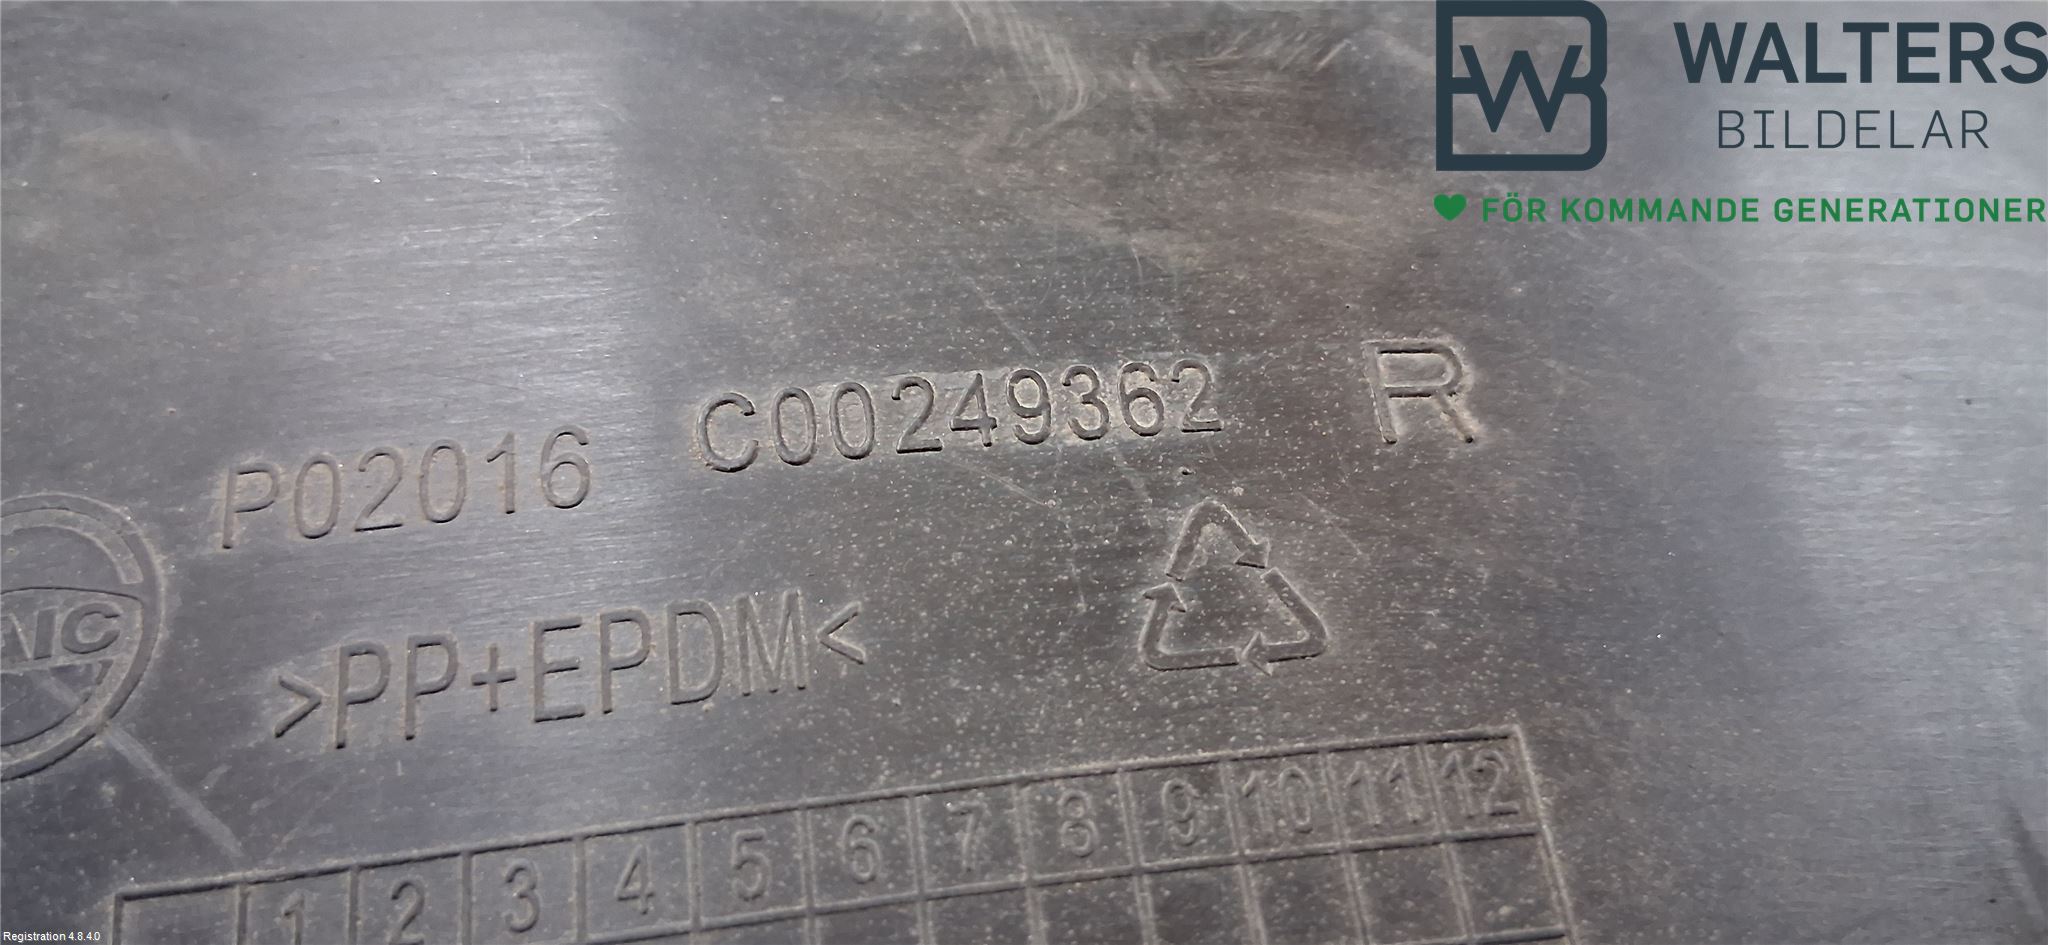 WALTERS
BILDELAR
FÖR KOMMANDE GENERATIONER
P02016 C00249362 R
AIC
>PP+EPDM<
1 2 3 4 5 6 7 8 9 10 11 12
Registration 4.8.4.0